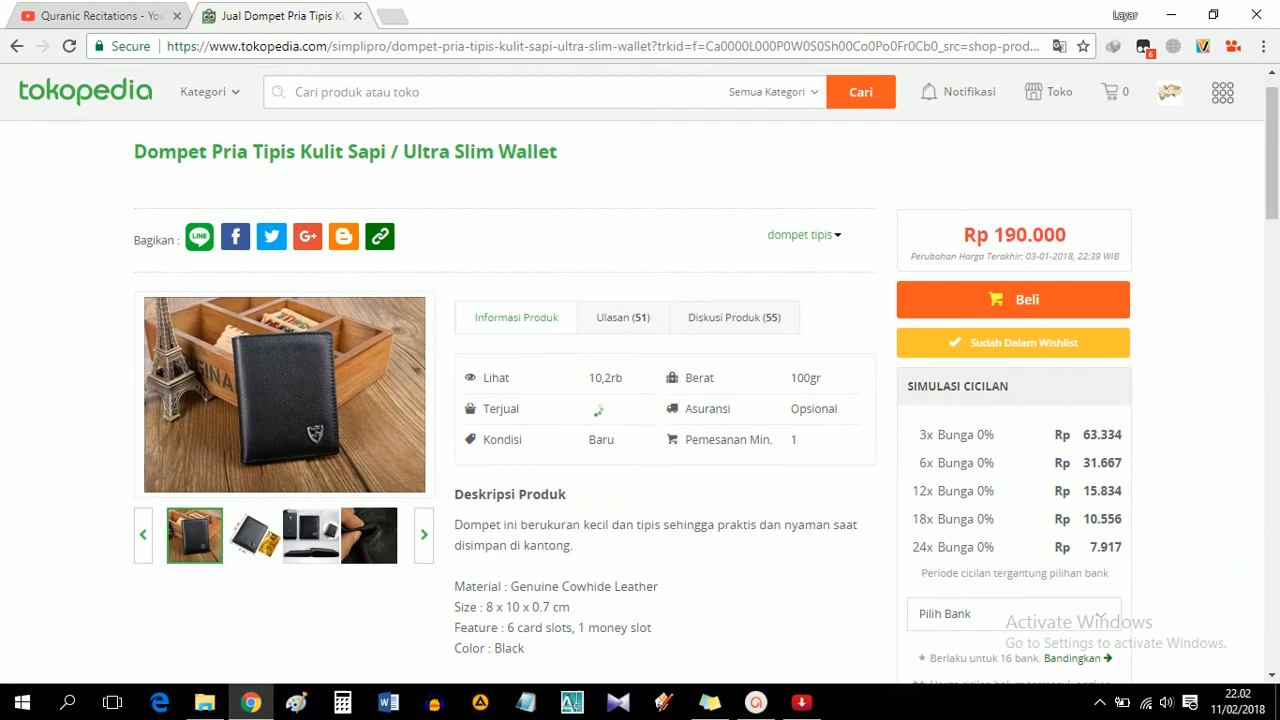 Quranic Recitations - You
Jual Dompet Pria Tipis Ku
Layar
Secure
https://www.tokopedia.com/simplipro/dompet-pria-tipis-kulit-sapi-ultra-slim-wallet?trkid=f=Ca0000L000P0W0S0Sh00Co0Po0Fr0Cb0_src=shop-prod...
6
tokopedia
Kategori
Cari produk atau toko
Semua Kategori
Cari
Notifikasi
Toko
0
Dompet Pria Tipis Kulit Sapi / Ultra Slim Wallet
Bagikan :
LINE
dompet tipis
Rp 190.000
Perubahan Harga Terakhir: 03-01-2018, 22:39 WIB
Beli
Sudah Dalam Wishlist
Informasi Produk
Ulasan (51)
Diskusi Produk (55)
Lihat 10,2rb Berat 100gr
Terjual Asuransi Opsional
Kondisi Baru Pemesanan Min. 1
SIMULASI CICILAN
3x Bunga 0% Rp 63.334
6x Bunga 0% Rp 31.667
12x Bunga 0% Rp 15.834
18x Bunga 0% Rp 10.556
24x Bunga 0% Rp 7.917
Periode cicilan tergantung pilihan bank
Pilih Bank
* Berlaku untuk 16 bank. Bandingkan
Deskripsi Produk
Dompet ini berukuran kecil dan tipis sehingga praktis dan nyaman saat
disimpan di kantong.
Material : Genuine Cowhide Leather
Size : 8 x 10 x 0.7 cm
Feature : 6 card slots, 1 money slot
Color : Black
Activate Windows
Go to Settings to activate Windows.
22.02
11/02/2018